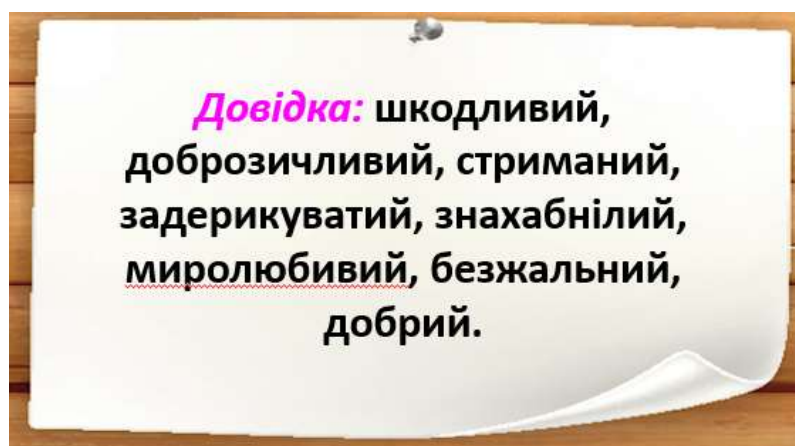 Довідка: шкодливий,
доброзичливий, стриманий,
задерикуватий, знахабнілий,
миролюбивий, безжальний,
добрий.